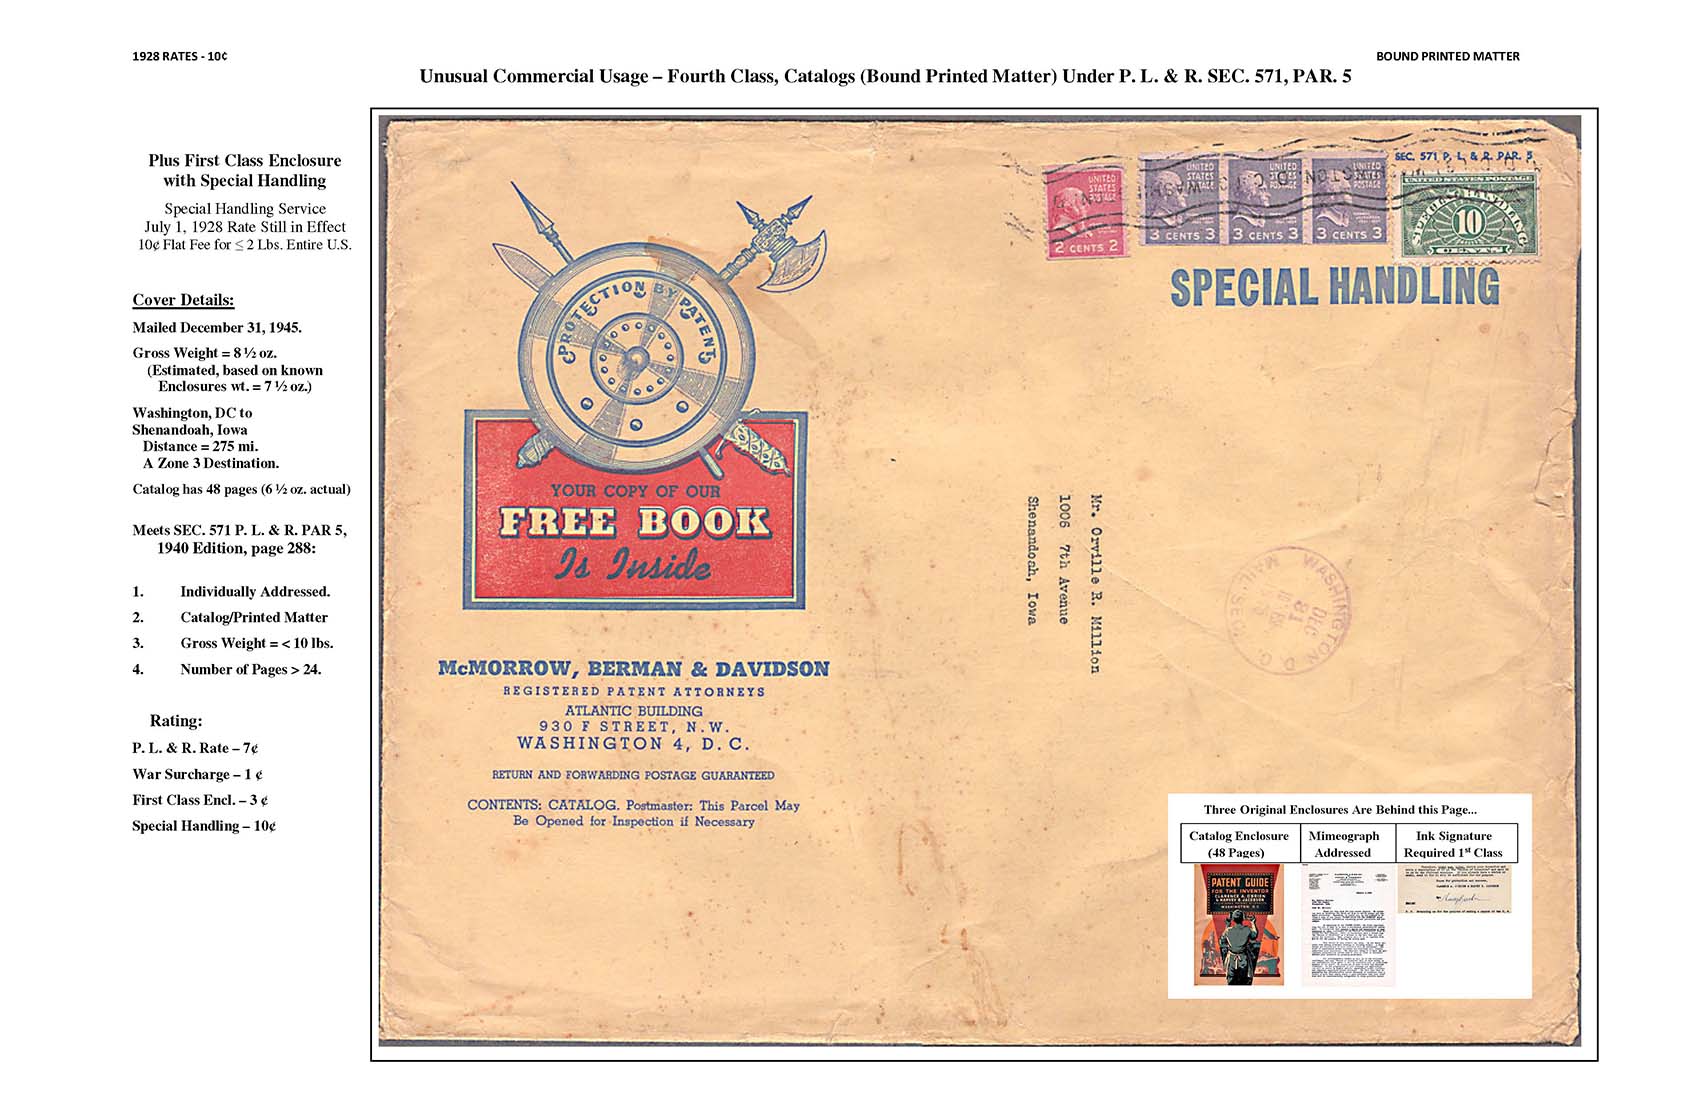 1928 RATES - 10¢
BOUND PRINTED MATTER
Unusual Commercial Usage – Fourth Class, Catalogs (Bound Printed Matter) Under P. L. & R. SEC. 571, PAR. 5
Plus First Class Enclosure
with Special Handling
Special Handling Service
July 1, 1928 Rate Still in Effect
10¢ Flat Fee for ≤ 2 Lbs. Entire U.S.
Cover Details:
Mailed December 31, 1945.
Gross Weight = 8 ½ oz.
(Estimated, based on known
Enclosures wt. = 7 ½ oz.)
Washington, DC to
Shenandoah, Iowa
Distance = 275 mi.
A Zone 3 Destination.
Catalog has 48 pages (6 ½ oz. actual)
Meets SEC. 571 P. L. & R. PAR 5,
1940 Edition, page 288:
1. Individually Addressed.
2. Catalog/Printed Matter
3. Gross Weight = < 10 lbs.
4. Number of Pages > 24.
Rating:
P. L. & R. Rate – 7¢
War Surcharge – 1 ¢
First Class Encl. – 3 ¢
Special Handling – 10¢
PROTECTION BY PATENT
YOUR COPY OF OUR
FREE BOOK
Is Inside
McMORROW, BERMAN & DAVIDSON
REGISTERED PATENT ATTORNEYS
ATLANTIC BUILDING
930 F STREET, N.W.
WASHINGTON 4, D. C.
RETURN AND FORWARDING POSTAGE GUARANTEED
CONTENTS: CATALOG. Postmaster: This Parcel May
Be Opened for Inspection if Necessary
SEC. 571 P. L. & R. PAR. 5
UNITED
STATES
POSTAGE
2 CENTS 2
UNITED
STATES
POSTAGE
3 CENTS 3
UNITED
STATES
POSTAGE
3 CENTS 3
UNITED
STATES
POSTAGE
3 CENTS 3
UNITED STATES POSTAGE
SPECIAL HANDLING
10
CENTS
SPECIAL HANDLING
Mr. Orville R. Million
1006 7th Avenue
Shenandoah, Iowa
WASHINGTON D. C.
DEC
31
MAIL SEC
Three Original Enclosures Are Behind this Page...
Catalog Enclosure
(48 Pages)
Mimeograph
Addressed
Ink Signature
Required 1st Class
PATENT GUIDE
FOR THE INVENTOR
CLARENCE A. O'BRIEN
& HARVEY B. JACOBSON
WASHINGTON, D.C.